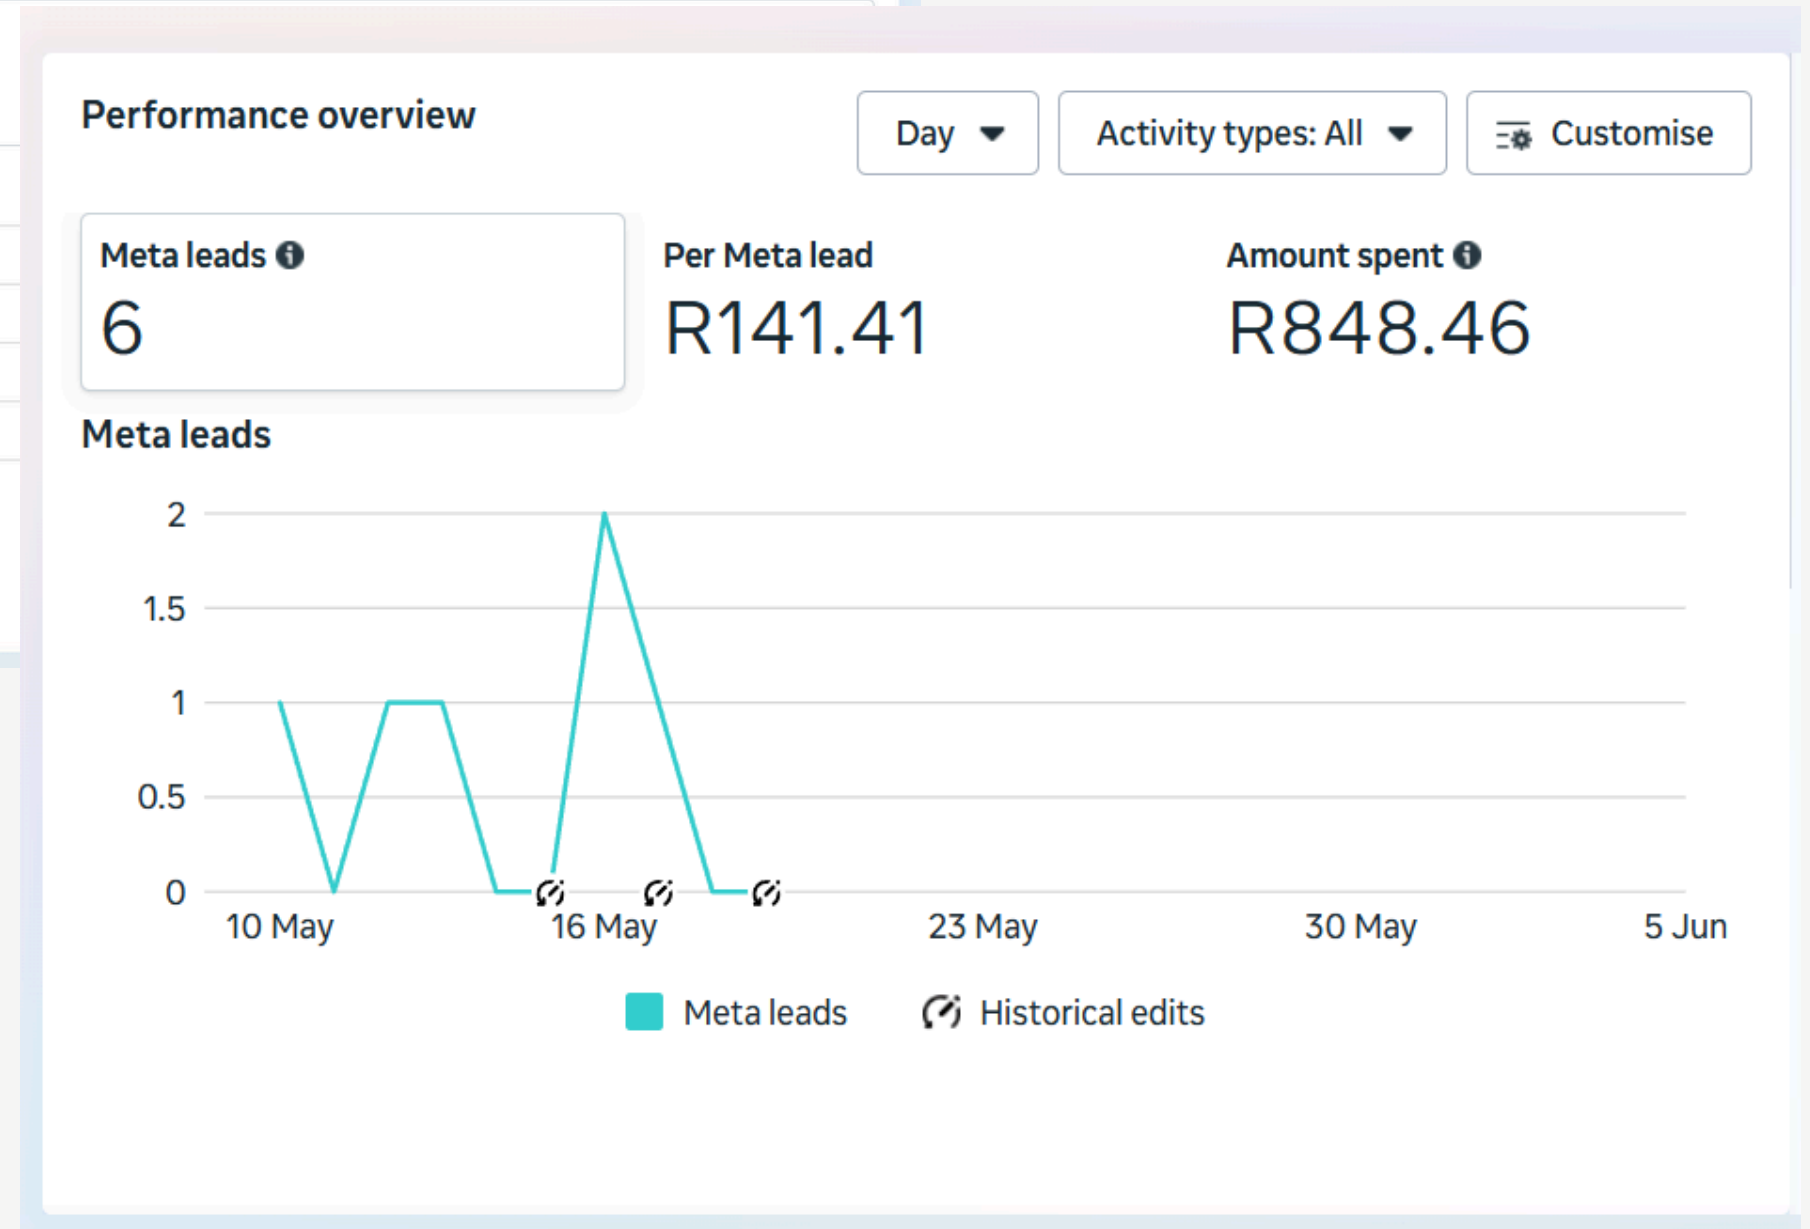 Performance overview
Day
Activity types: All
Customise
Meta leads
6
Per Meta lead
R141.41
Amount spent
R848.46
Meta leads
2
1.5
1
0.5
0
10 May
16 May
23 May
30 May
5 Jun
Meta leads
Historical edits